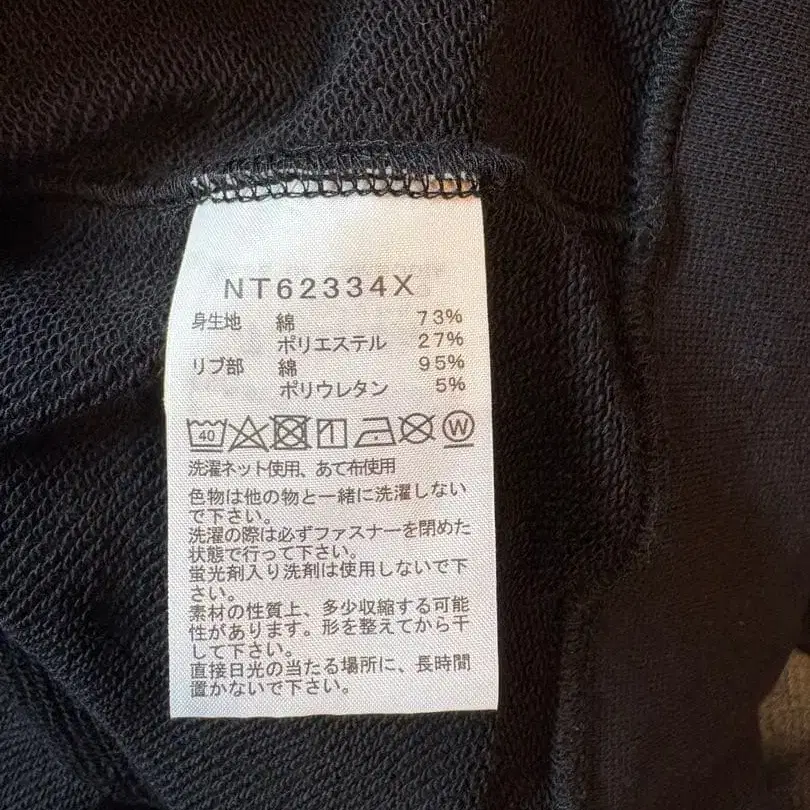 NT62334X
身生地 綿 73%
ポリエステル 27%
リブ部 綿 95%
ポリウレタン 5%
40 W
洗濯ネット使用、あて布使用
色物は他の物と一緒に洗濯しない
で下さい。
洗濯の際は必ずファスナーを閉めた
状態で行って下さい。
蛍光剤入り洗剤は使用しないで下
さい。
素材の性質上、多少収縮する可能
性があります。形を整えてから干
して下さい。
直接日光の当たる場所に、長時間
置かないで下さい。